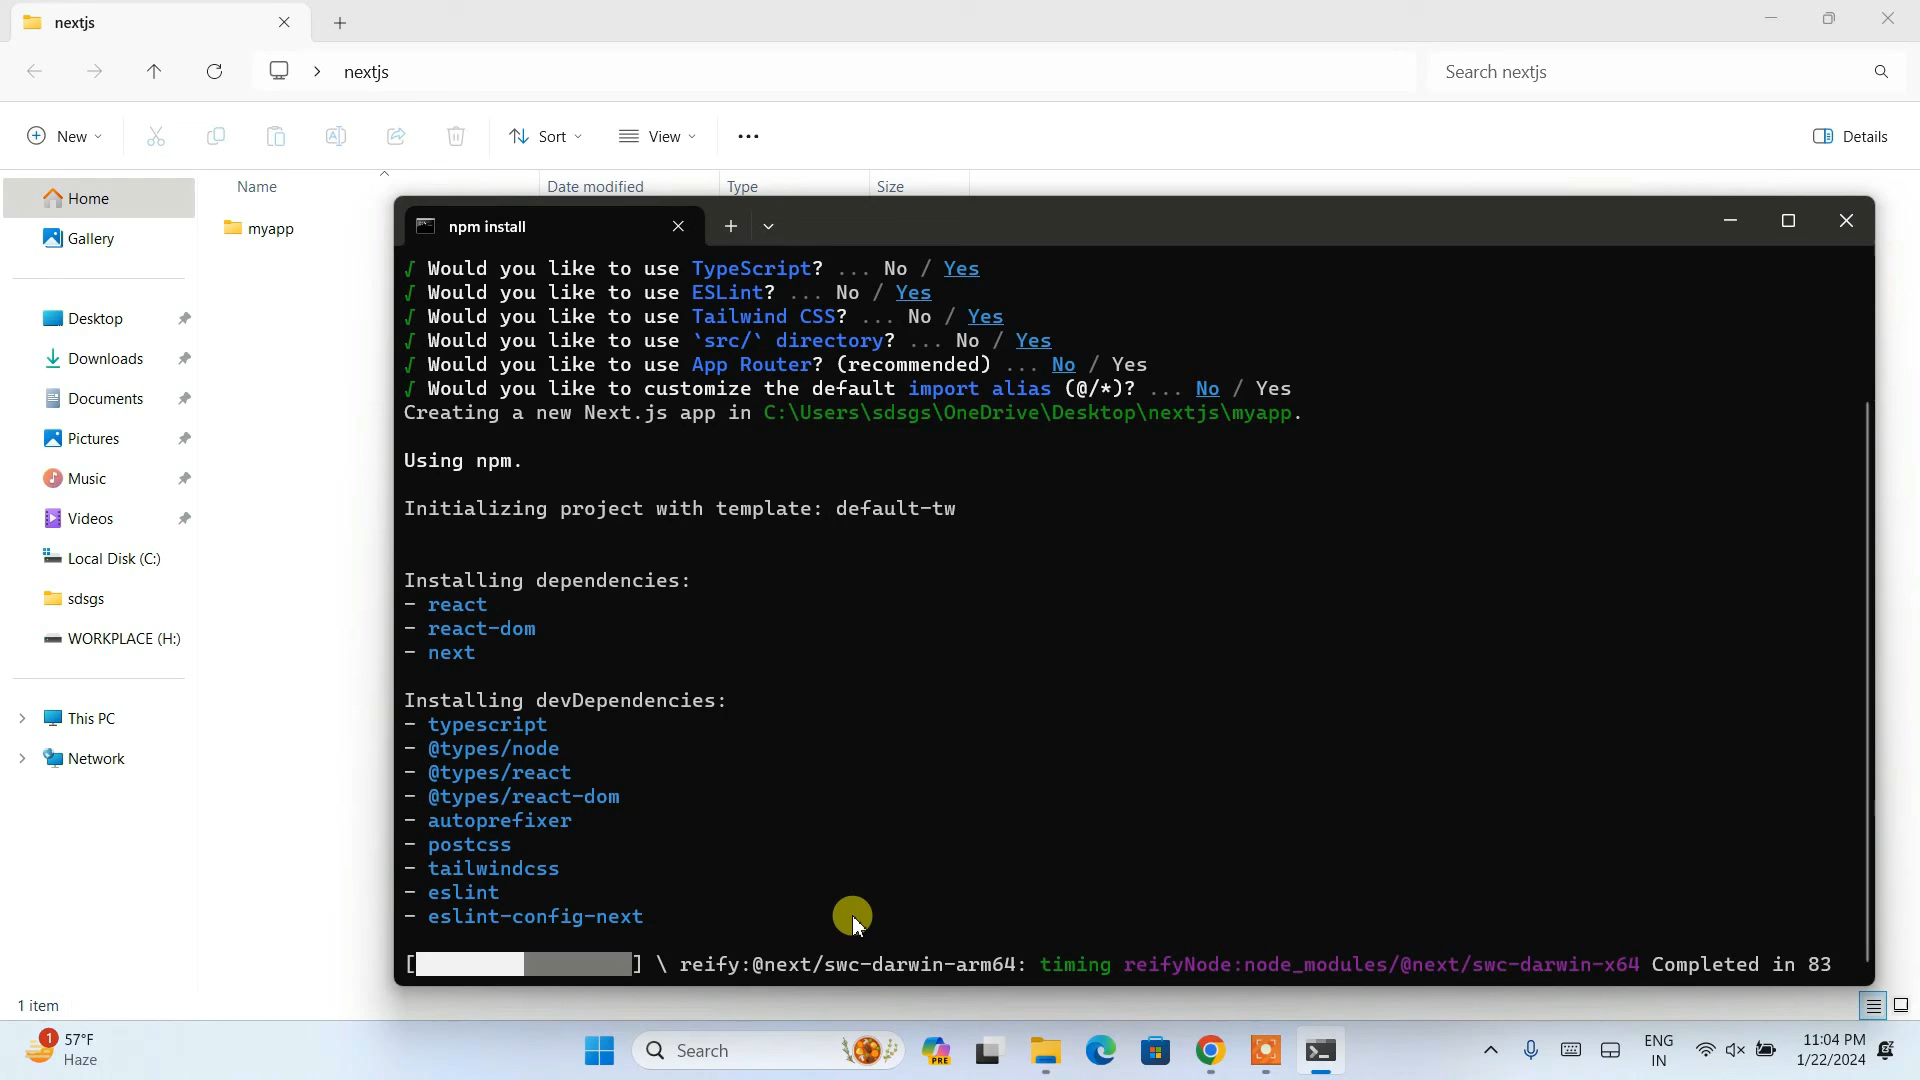 nextjs
nextjs
Search nextjs
New
Sort
View
Details
Name
Date modified
Type
Size
Home
Gallery
Desktop
Downloads
Documents
Pictures
Music
Videos
Local Disk (C:)
sdsgs
WORKPLACE (H:)
This PC
Network
myapp
npm install
√ Would you like to use TypeScript? ... No / Yes
√ Would you like to use ESLint? ... No / Yes
√ Would you like to use Tailwind CSS? ... No / Yes
√ Would you like to use `src/` directory? ... No / Yes
√ Would you like to use App Router? (recommended) ... No / Yes
√ Would you like to customize the default import alias (@/*)? ... No / Yes
Creating a new Next.js app in C:\Users\sdsgs\OneDrive\Desktop\nextjs\myapp.
Using npm.
Initializing project with template: default-tw
Installing dependencies:
- react
- react-dom
- next
Installing devDependencies:
- typescript
- @types/node
- @types/react
- @types/react-dom
- autoprefixer
- postcss
- tailwindcss
- eslint
- eslint-config-next
[ ] \ reify:@next/swc-darwin-arm64: timing reifyNode:node_modules/@next/swc-darwin-x64 Completed in 83
1 item
1
57°F
Haze
Search
PRE
ENG
IN
11:04 PM
1/22/2024